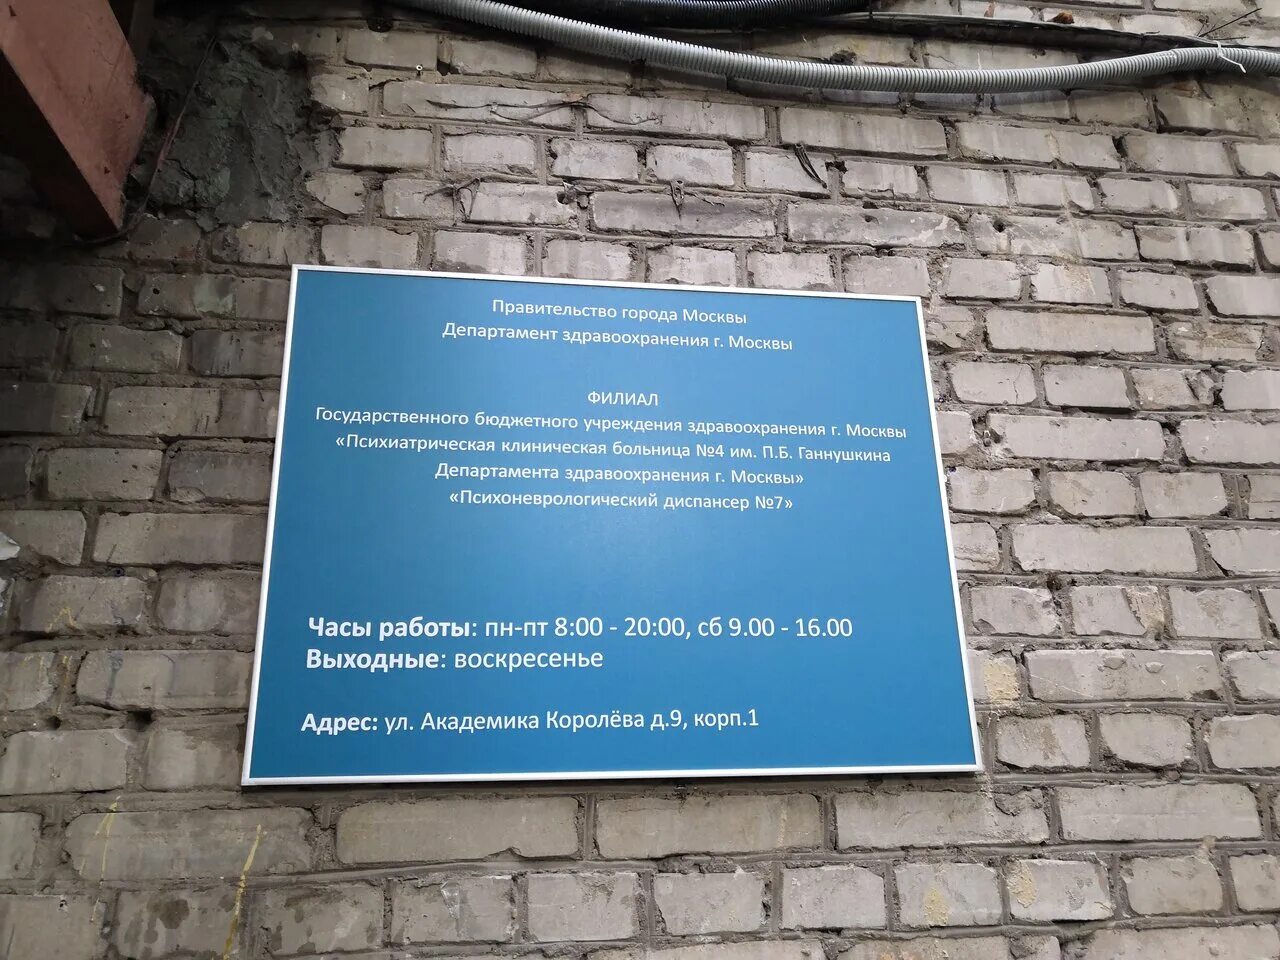 Правительство города Москвы
Департамент здравоохранения г. Москвы
ФИЛИАЛ
Государственного бюджетного учреждения здравоохранения г. Москвы
«Психиатрическая клиническая больница №4 им. П.Б. Ганнушкина
Департамента здравоохранения г. Москвы»
«Психоневрологический диспансер №7»
Часы работы: пн-пт 8:00 - 20:00, сб 9.00 - 16.00
Выходные: воскресенье
Адрес: ул. Академика Королёва д.9, корп.1